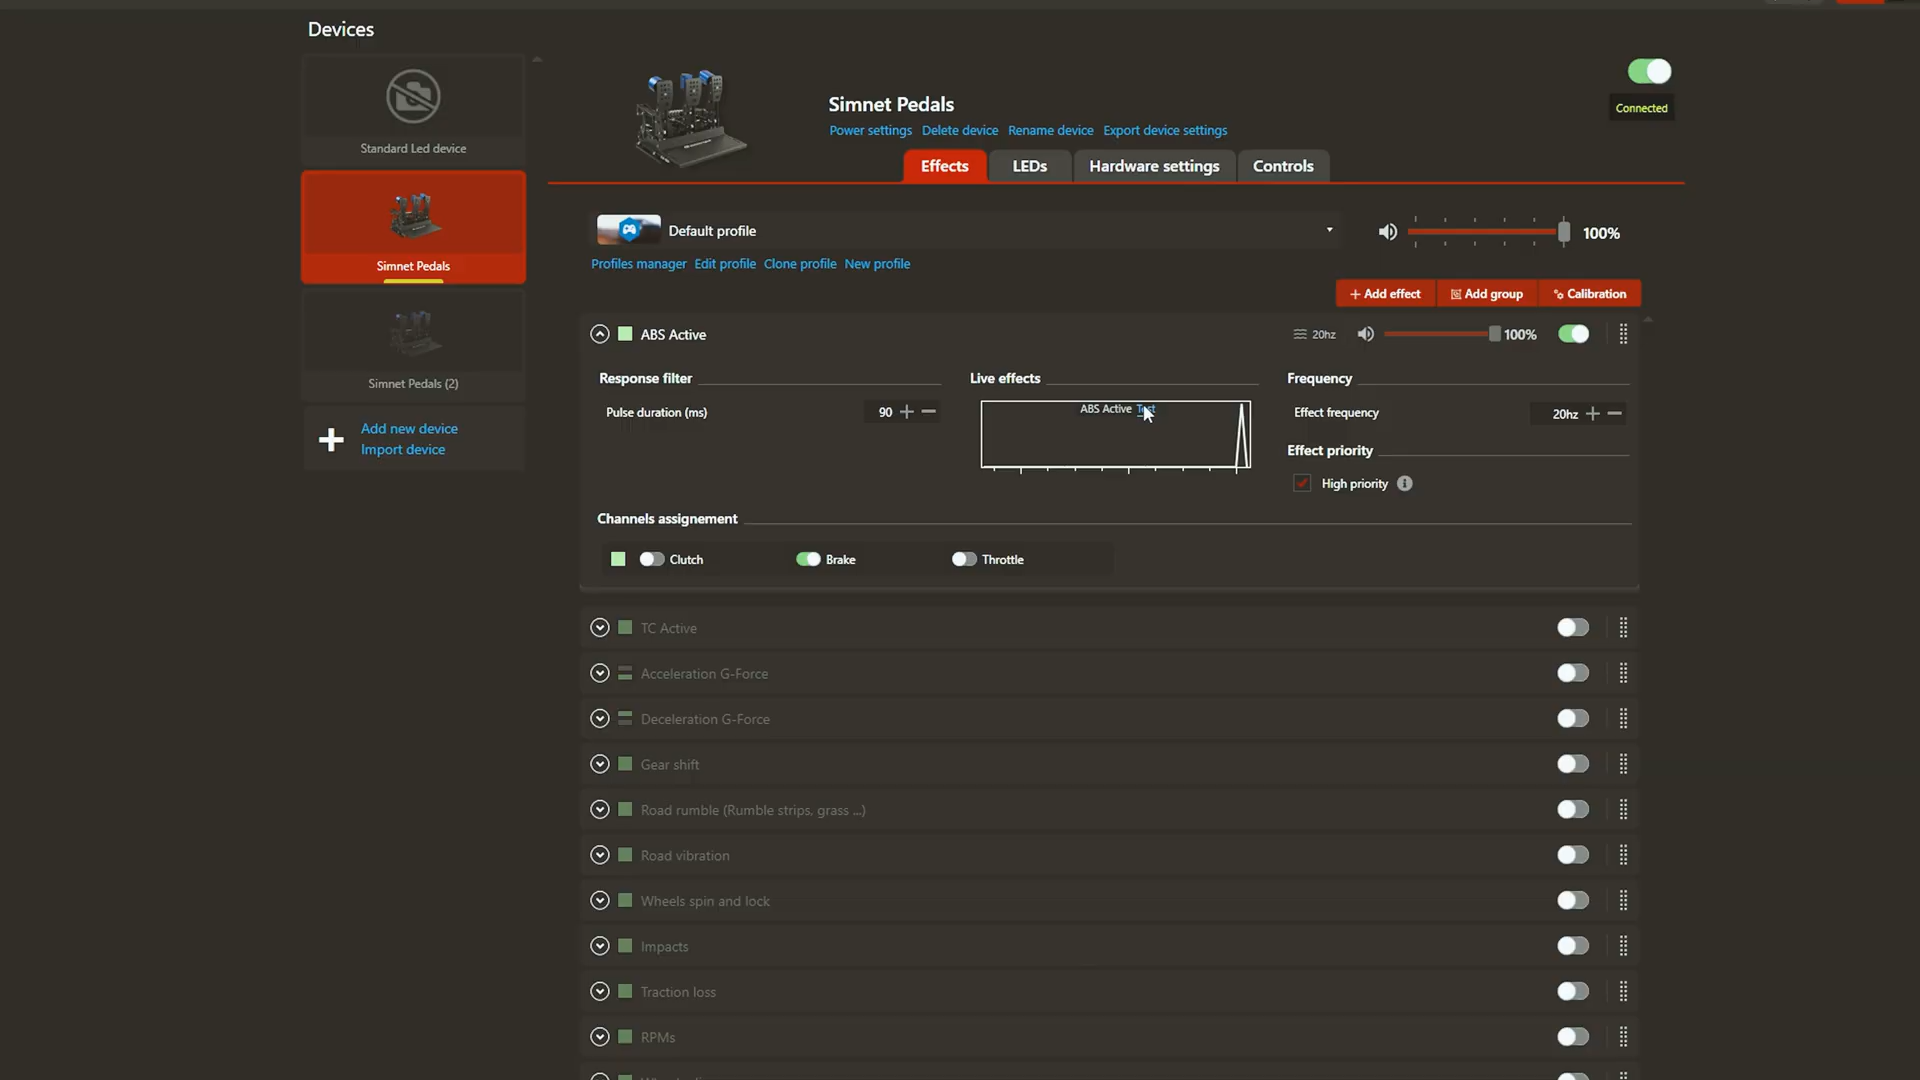 Devices
Standard Led device
Simnet Pedals
Simnet Pedals (2)
Add new device
Import device
Simnet Pedals
Power settings Delete device Rename device Export device settings
Connected
Effects LEDs Hardware settings Controls
Default profile
100%
Profiles manager Edit profile Clone profile New profile
+ Add effect Add group Calibration
ABS Active 20hz 100%
Response filter Live effects Frequency
Pulse duration (ms) 90 + − ABS Active Test Effect frequency 20hz + −
Effect priority
High priority
Channels assignement
Clutch Brake Throttle
TC Active
Acceleration G-Force
Deceleration G-Force
Gear shift
Road rumble (Rumble strips, grass ...)
Road vibration
Wheels spin and lock
Impacts
Traction loss
RPMs